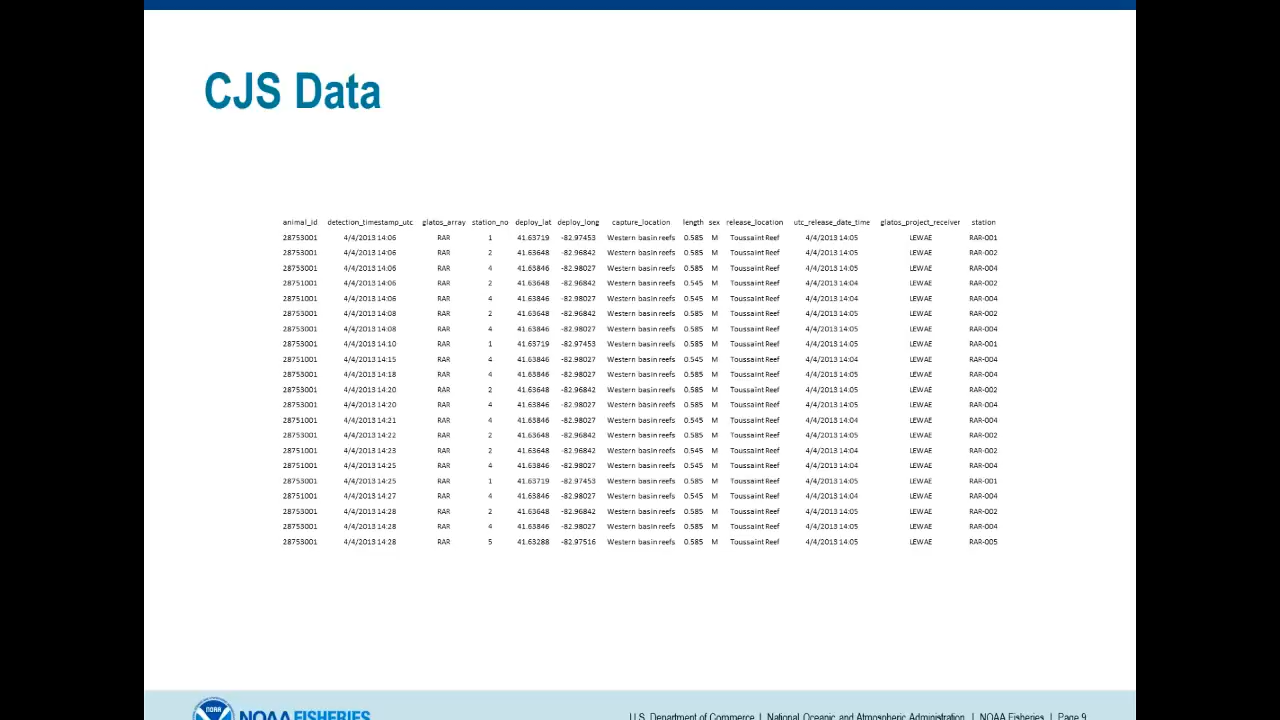 CJS Data
animal_id detection_timestamp_utc glatos_array station_no deploy_lat deploy_long capture_location length sex release_location utc_release_date_time glatos_project_receiver station
28753001 4/4/2013 14:06 RAR 1 41.63719 -82.97453 Western basin reefs 0.585 M Toussaint Reef 4/4/2013 14:05 LEWAE RAR-001
28753001 4/4/2013 14:06 RAR 2 41.63648 -82.96842 Western basin reefs 0.585 M Toussaint Reef 4/4/2013 14:05 LEWAE RAR-002
28753001 4/4/2013 14:06 RAR 4 41.63846 -82.98027 Western basin reefs 0.585 M Toussaint Reef 4/4/2013 14:05 LEWAE RAR-004
28751001 4/4/2013 14:06 RAR 2 41.63648 -82.96842 Western basin reefs 0.545 M Toussaint Reef 4/4/2013 14:04 LEWAE RAR-002
28751001 4/4/2013 14:06 RAR 4 41.63846 -82.98027 Western basin reefs 0.545 M Toussaint Reef 4/4/2013 14:04 LEWAE RAR-004
28753001 4/4/2013 14:08 RAR 2 41.63648 -82.96842 Western basin reefs 0.585 M Toussaint Reef 4/4/2013 14:05 LEWAE RAR-002
28753001 4/4/2013 14:08 RAR 4 41.63846 -82.98027 Western basin reefs 0.585 M Toussaint Reef 4/4/2013 14:05 LEWAE RAR-004
28753001 4/4/2013 14:10 RAR 1 41.63719 -82.97453 Western basin reefs 0.585 M Toussaint Reef 4/4/2013 14:05 LEWAE RAR-001
28751001 4/4/2013 14:15 RAR 4 41.63846 -82.98027 Western basin reefs 0.545 M Toussaint Reef 4/4/2013 14:04 LEWAE RAR-004
28753001 4/4/2013 14:18 RAR 4 41.63846 -82.98027 Western basin reefs 0.585 M Toussaint Reef 4/4/2013 14:05 LEWAE RAR-004
28753001 4/4/2013 14:20 RAR 2 41.63648 -82.96842 Western basin reefs 0.585 M Toussaint Reef 4/4/2013 14:05 LEWAE RAR-002
28753001 4/4/2013 14:20 RAR 4 41.63846 -82.98027 Western basin reefs 0.585 M Toussaint Reef 4/4/2013 14:05 LEWAE RAR-004
28751001 4/4/2013 14:21 RAR 4 41.63846 -82.98027 Western basin reefs 0.545 M Toussaint Reef 4/4/2013 14:04 LEWAE RAR-004
28753001 4/4/2013 14:22 RAR 2 41.63648 -82.96842 Western basin reefs 0.585 M Toussaint Reef 4/4/2013 14:05 LEWAE RAR-002
28751001 4/4/2013 14:23 RAR 2 41.63648 -82.96842 Western basin reefs 0.545 M Toussaint Reef 4/4/2013 14:04 LEWAE RAR-002
28751001 4/4/2013 14:25 RAR 4 41.63846 -82.98027 Western basin reefs 0.545 M Toussaint Reef 4/4/2013 14:04 LEWAE RAR-004
28753001 4/4/2013 14:25 RAR 1 41.63719 -82.97453 Western basin reefs 0.585 M Toussaint Reef 4/4/2013 14:05 LEWAE RAR-001
28751001 4/4/2013 14:27 RAR 4 41.63846 -82.98027 Western basin reefs 0.545 M Toussaint Reef 4/4/2013 14:04 LEWAE RAR-004
28753001 4/4/2013 14:28 RAR 2 41.63648 -82.96842 Western basin reefs 0.585 M Toussaint Reef 4/4/2013 14:05 LEWAE RAR-002
28753001 4/4/2013 14:28 RAR 4 41.63846 -82.98027 Western basin reefs 0.585 M Toussaint Reef 4/4/2013 14:05 LEWAE RAR-004
28753001 4/4/2013 14:28 RAR 5 41.63288 -82.97516 Western basin reefs 0.585 M Toussaint Reef 4/4/2013 14:05 LEWAE RAR-005
NOAA
NOAA FISHERIES
U.S. Department of Commerce | National Oceanic and Atmospheric Administration | NOAA Fisheries | Page 9